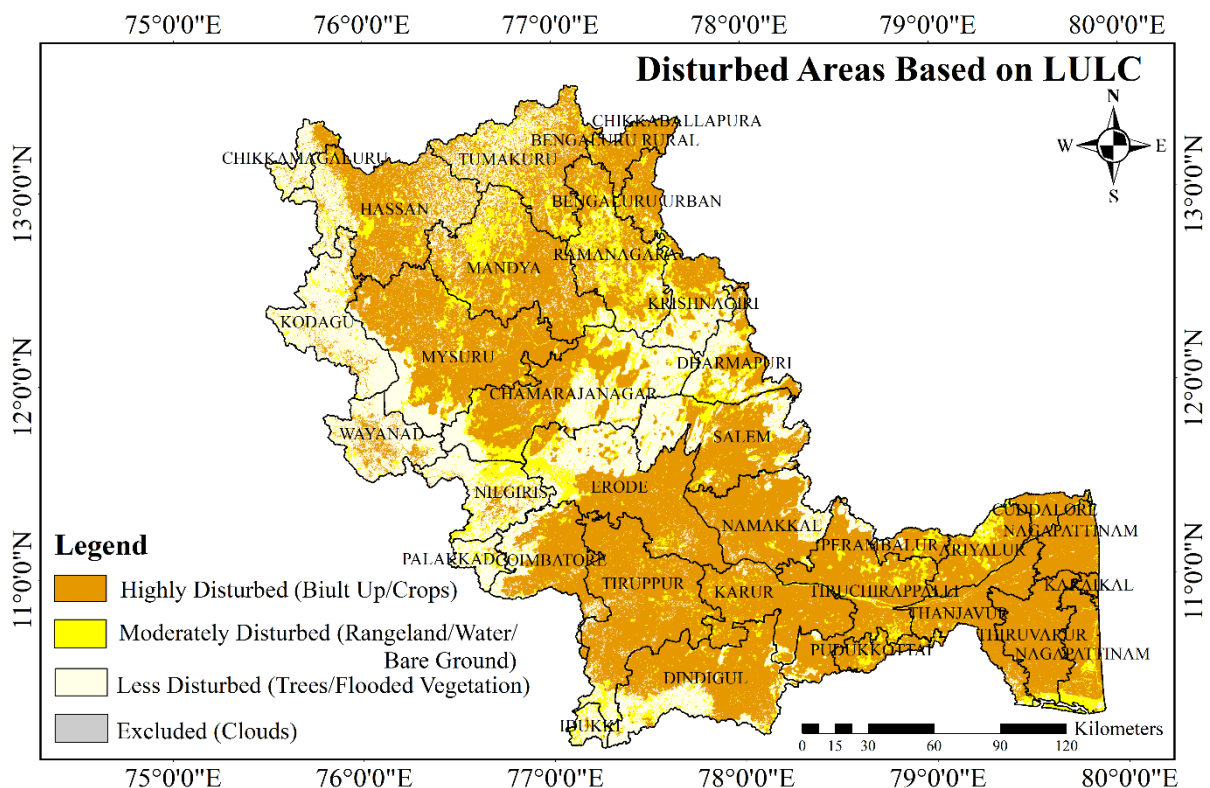 75°0'0"E 76°0'0"E 77°0'0"E 78°0'0"E 79°0'0"E 80°0'0"E
Disturbed Areas Based on LULC
N
W E
S
13°0'0"N
12°0'0"N
11°0'0"N
13°0'0"N
12°0'0"N
11°0'0"N
CHIKKABALLAPURA
BENGALURU RURAL
CHIKKAMAGALURU
TUMAKURU
HASSAN
BENGALURU URBAN
RAMANAGARA
MANDYA
KRISHNAGIRI
KODAGU
MYSURU
DHARMAPURI
CHAMARAJANAGAR
WAYANAD
SALEM
NILGIRIS
ERODE
NAMAKKAL
CUDDALORE
NAGAPATTINAM
PERAMBALUR
ARIYALUR
PALAKKAD
COIMBATORE
TIRUPPUR
KARUR
TIRUCHIRAPPALLI
KARAIKAL
THANJAVUR
THIRUVARUR
PUDUKKOTTAI
NAGAPATTINAM
DINDIGUL
IDUKKI
Legend
Highly Disturbed (Biult Up/Crops)
Moderately Disturbed (Rangeland/Water/
Bare Ground)
Less Disturbed (Trees/Flooded Vegetation)
Excluded (Clouds)
Kilometers
0 15 30 60 90 120
75°0'0"E 76°0'0"E 77°0'0"E 78°0'0"E 79°0'0"E 80°0'0"E